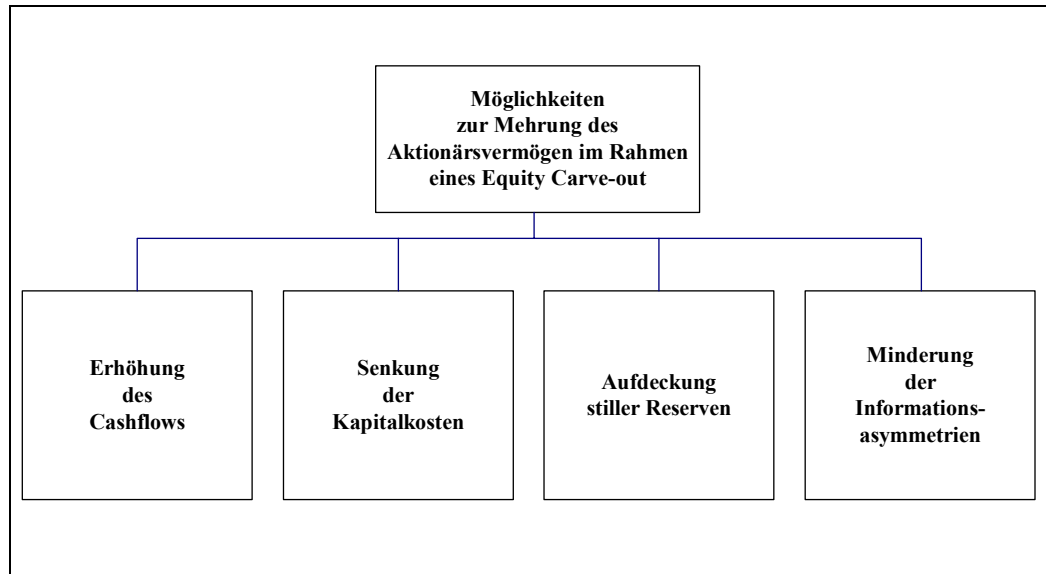 Möglichkeiten
zur Mehrung des
Aktionärsvermögen im Rahmen
eines Equity Carve-out
Erhöhung
des
Cashflows
Senkung
der
Kapitalkosten
Aufdeckung
stiller Reserven
Minderung
der
Informations-
asymmetrien